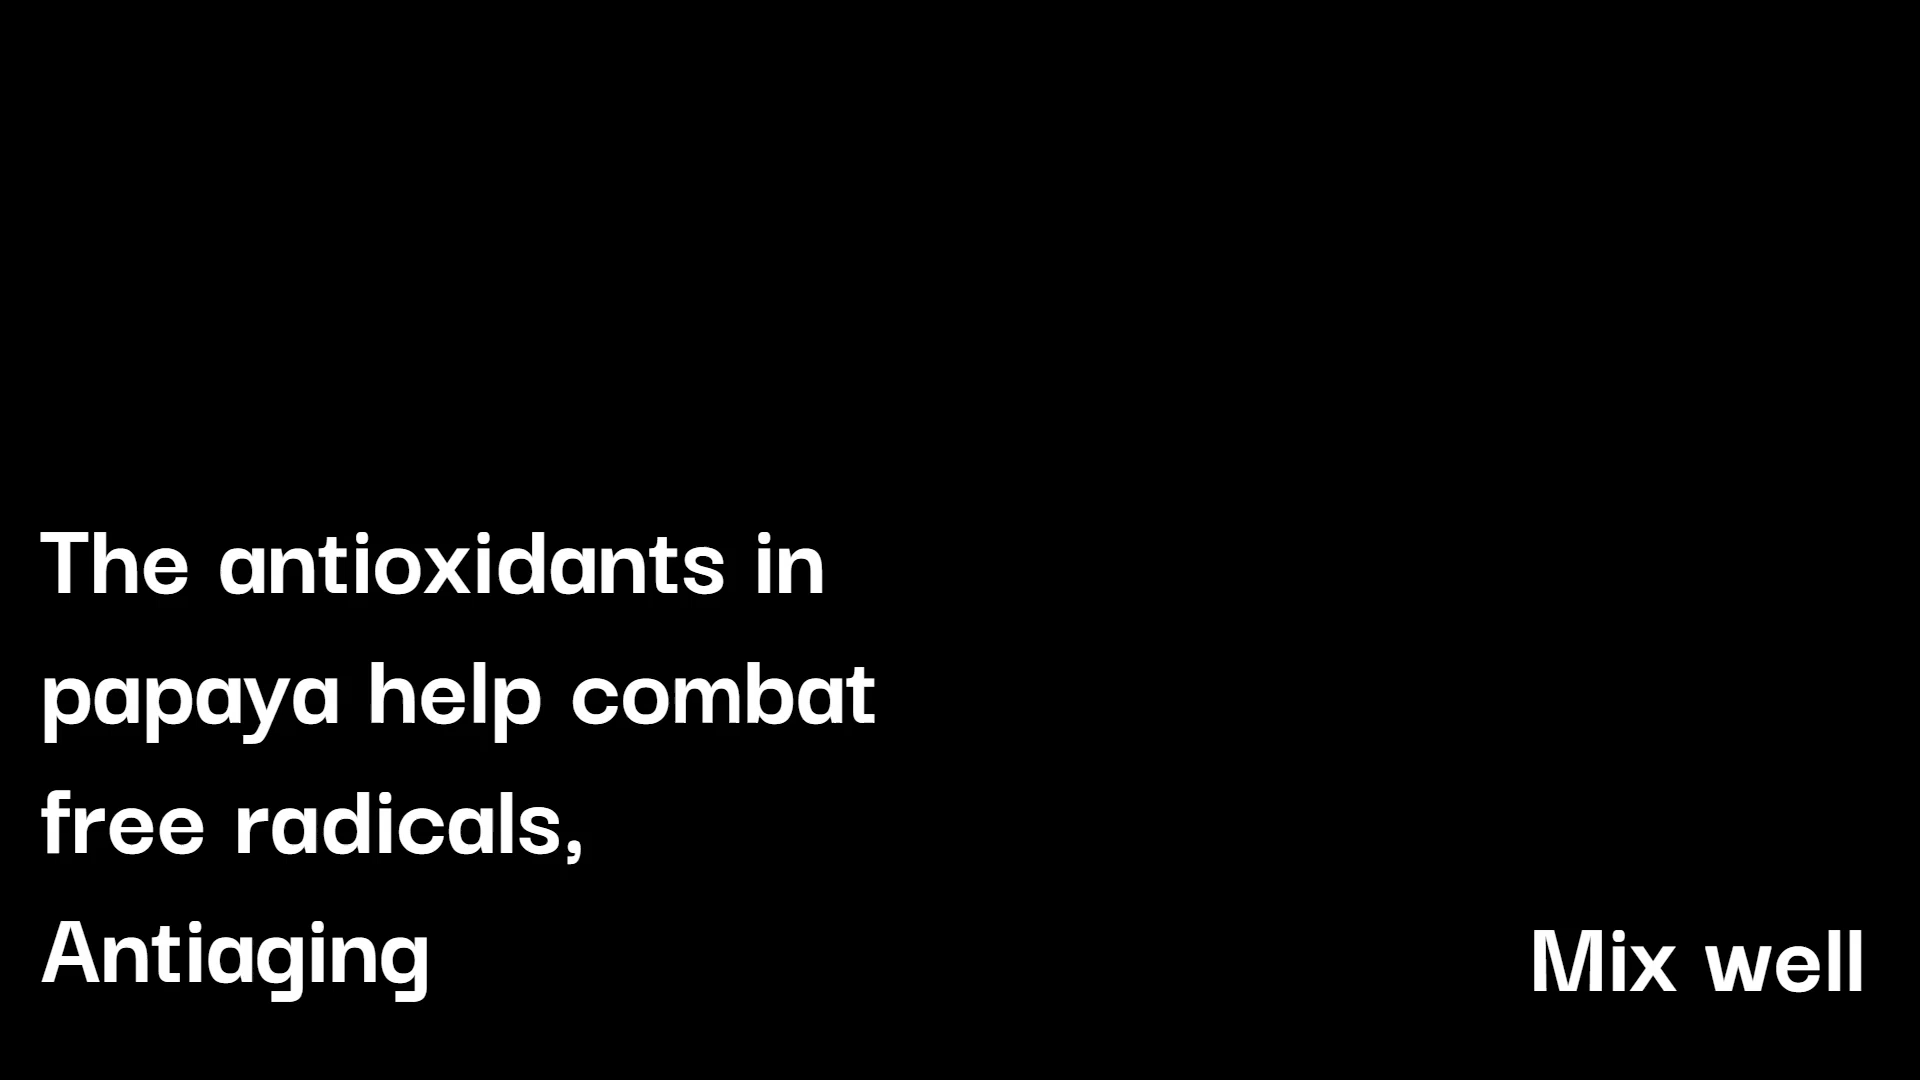 The antioxidants in
papaya help combat
free radicals,
Antiaging
Mix well